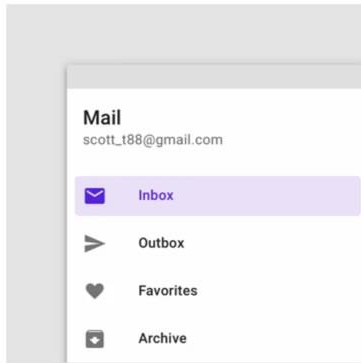 Mail
scott_t88@gmail.com
Inbox
Outbox
Favorites
Archive